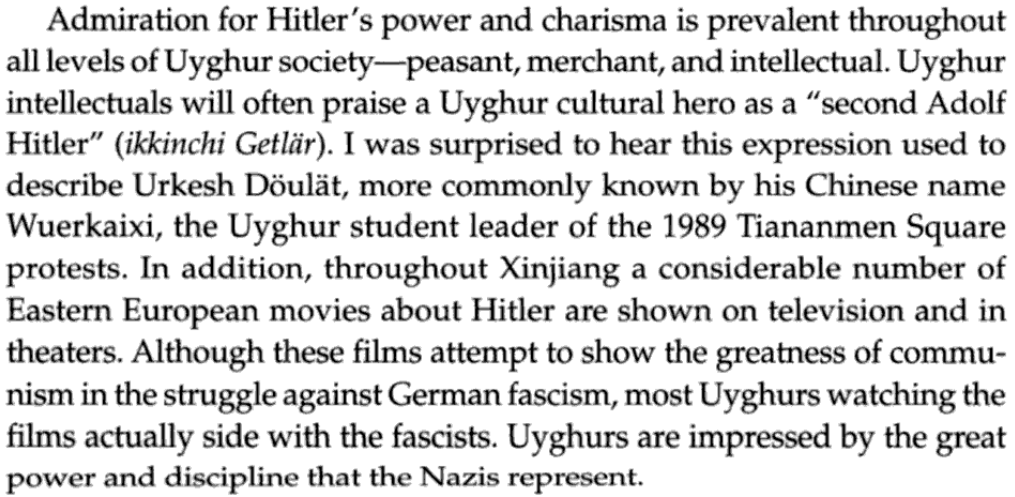 Admiration for Hitler's power and charisma is prevalent throughout
all levels of Uyghur society—peasant, merchant, and intellectual. Uyghur
intellectuals will often praise a Uyghur cultural hero as a "second Adolf
Hitler" (ikkinchi Getlär). I was surprised to hear this expression used to
describe Urkesh Döulät, more commonly known by his Chinese name
Wuerkaixi, the Uyghur student leader of the 1989 Tiananmen Square
protests. In addition, throughout Xinjiang a considerable number of
Eastern European movies about Hitler are shown on television and in
theaters. Although these films attempt to show the greatness of commu-
nism in the struggle against German fascism, most Uyghurs watching the
films actually side with the fascists. Uyghurs are impressed by the great
power and discipline that the Nazis represent.